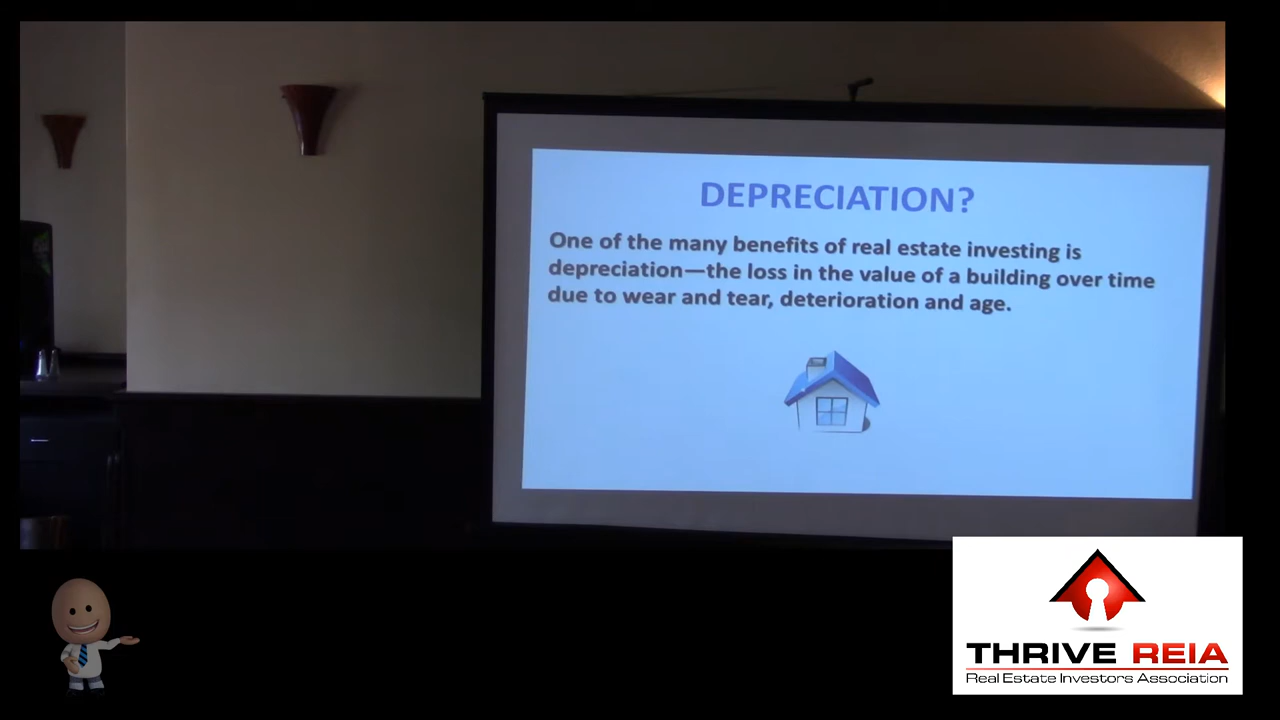 DEPRECIATION?
One of the many benefits of real estate investing is
depreciation—the loss in the value of a building over time
due to wear and tear, deterioration and age.
THRIVE REIA
Real Estate Investors Association